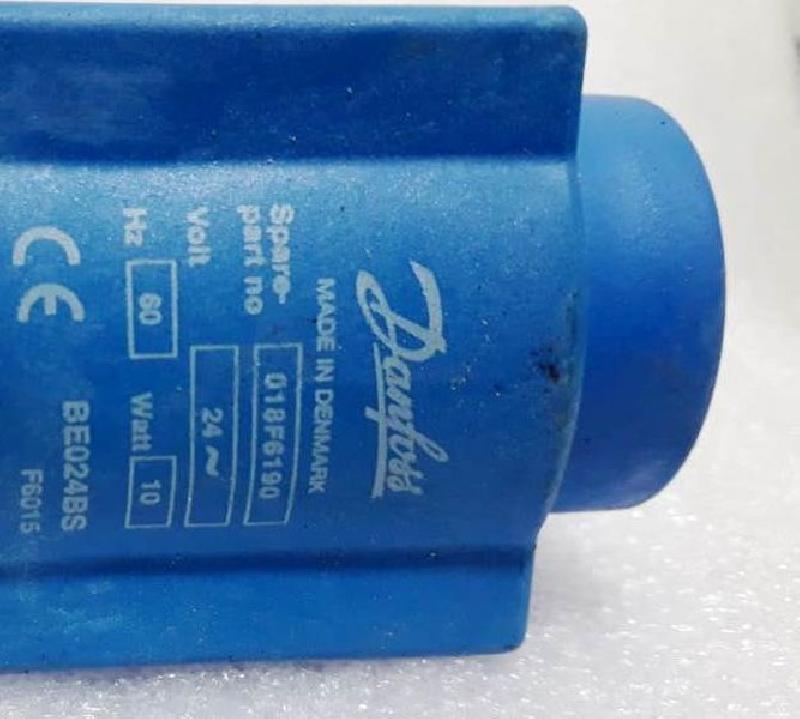 Danfoss
MADE IN DENMARK
Spare-
part no 018F6190
Volt 24 ~
Hz 60 Watt 10
BE024BS
CE F6015